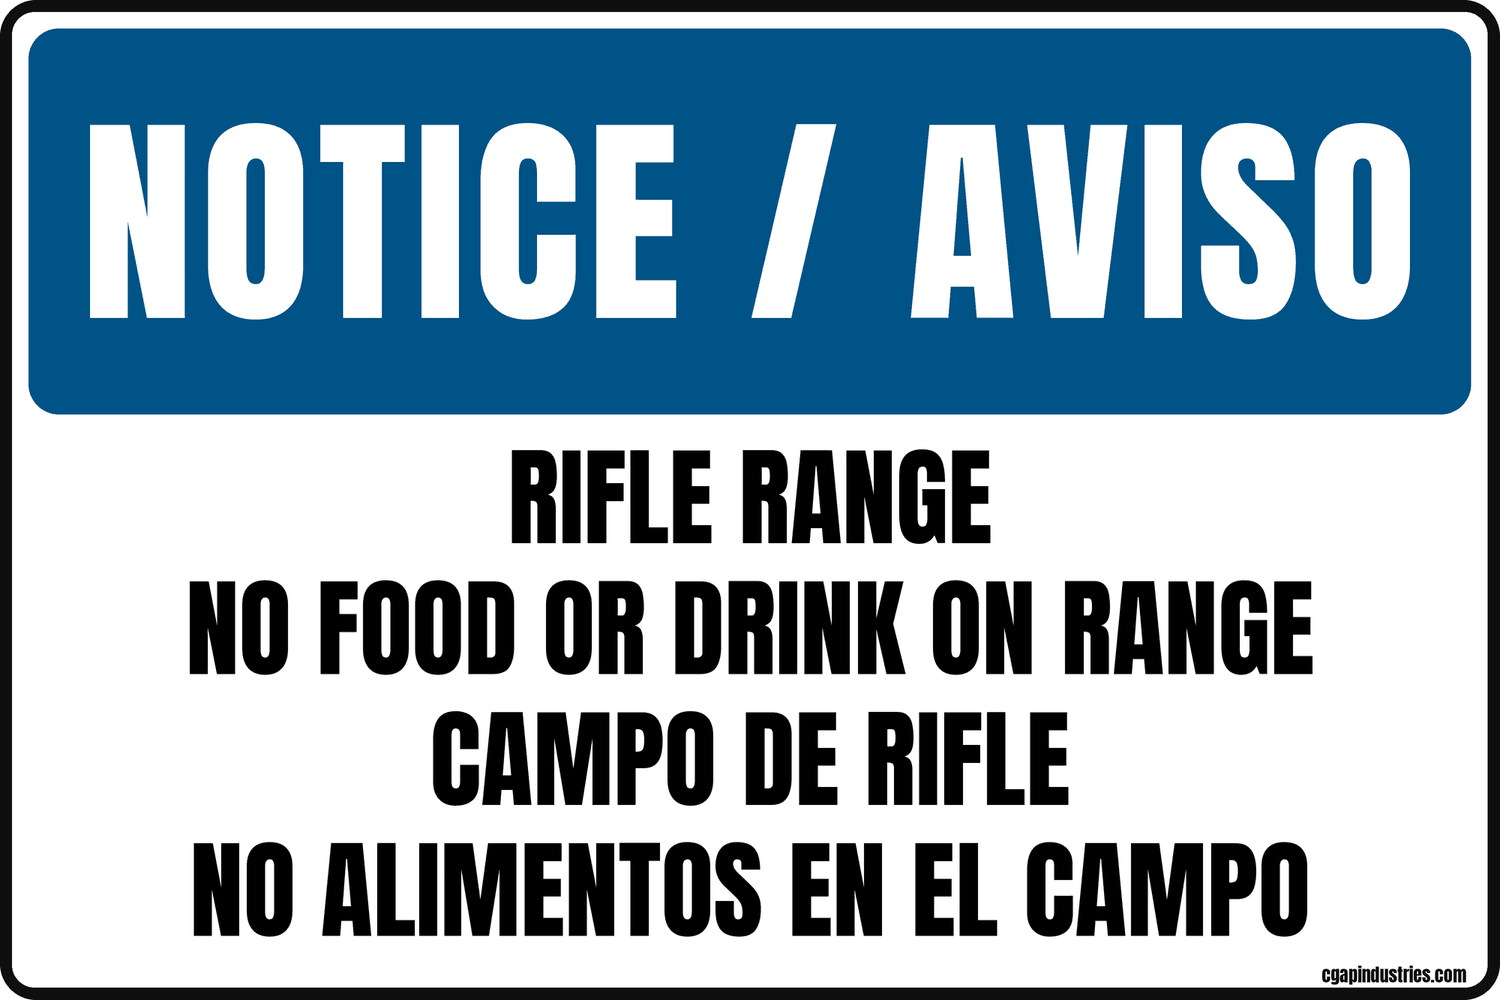 NOTICE / AVISO
RIFLE RANGE
NO FOOD OR DRINK ON RANGE
CAMPO DE RIFLE
NO ALIMENTOS EN EL CAMPO
cgapindustries.com